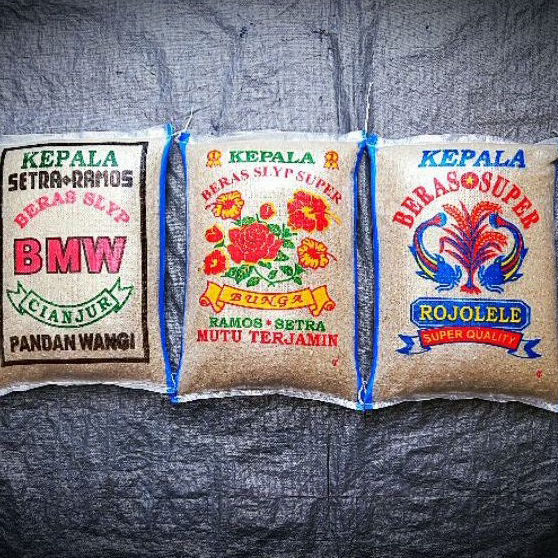 KEPALA
SETRA♦RAMOS
BERAS SLYP
BMW
CIANJUR
PANDAN WANGI
KEPALA
BERAS SLYP SUPER
BUNGA
RAMOS * SETRA
MUTU TERJAMIN
KEPALA
BERAS SUPER
ROJOLELE
SUPER QUALITY